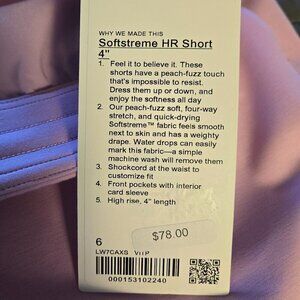 WHY WE MADE THIS
Softstreme HR Short
4"
1. Feel it to believe it. These
shorts have a peach-fuzz touch
that's impossible to resist.
Dress them up or down, and
enjoy the softness all day
2. Our peach-fuzz soft, four-way
stretch, and quick-drying
Softstreme™ fabric feels smooth
next to skin and has a weighty
drape. Water drops can easily
mark this fabric—a simple
machine wash will remove them
3. Shockcord at the waist to
customize fit
4. Front pockets with interior
card sleeve
5. High rise, 4" length
$78.00
6
LW7CAXS VIIP
000153102240